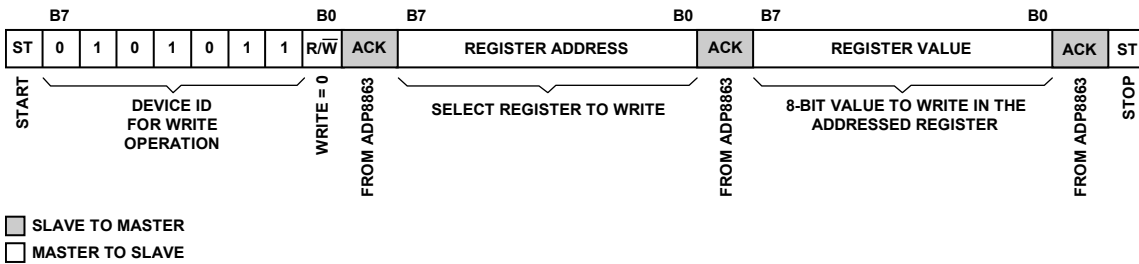 B7 B0 B7 B0 B7 B0
ST 0 1 0 1 0 1 1 R/W̅ ACK REGISTER ADDRESS ACK REGISTER VALUE ACK ST
START
DEVICE ID
FOR WRITE
OPERATION
WRITE = 0
FROM ADP8863
SELECT REGISTER TO WRITE
FROM ADP8863
8-BIT VALUE TO WRITE IN THE
ADDRESSED REGISTER
FROM ADP8863
STOP
SLAVE TO MASTER
MASTER TO SLAVE